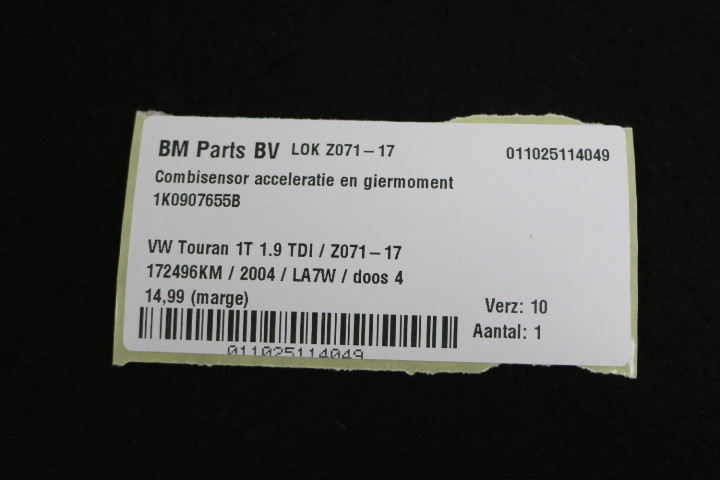 BM Parts BV LOK Z071-17 011025114049
Combisensor acceleratie en giermoment
1K0907655B
VW Touran 1T 1.9 TDI / Z071-17
172496KM / 2004 / LA7W / doos 4
14,99 (marge)
Verz: 10
Aantal: 1
011025114049